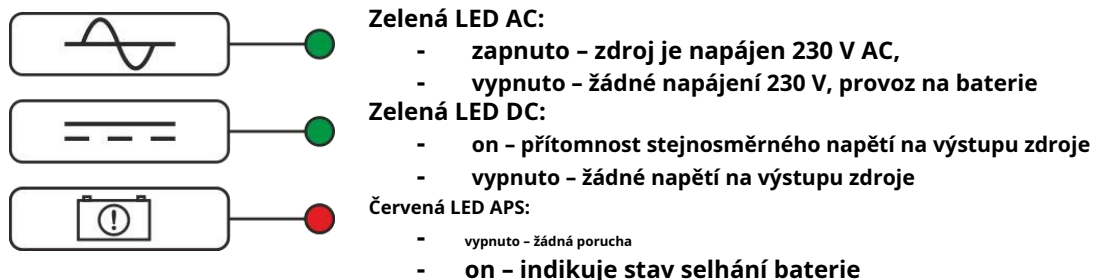 Zelená LED AC:
- zapnuto – zdroj je napájen 230 V AC,
- vypnuto – žádné napájení 230 V, provoz na baterie
Zelená LED DC:
- on – přítomnost stejnosměrného napětí na výstupu zdroje
- vypnuto – žádné napětí na výstupu zdroje
Červená LED APS:
- vypnuto – žádná porucha
- on – indikuje stav selhání baterie